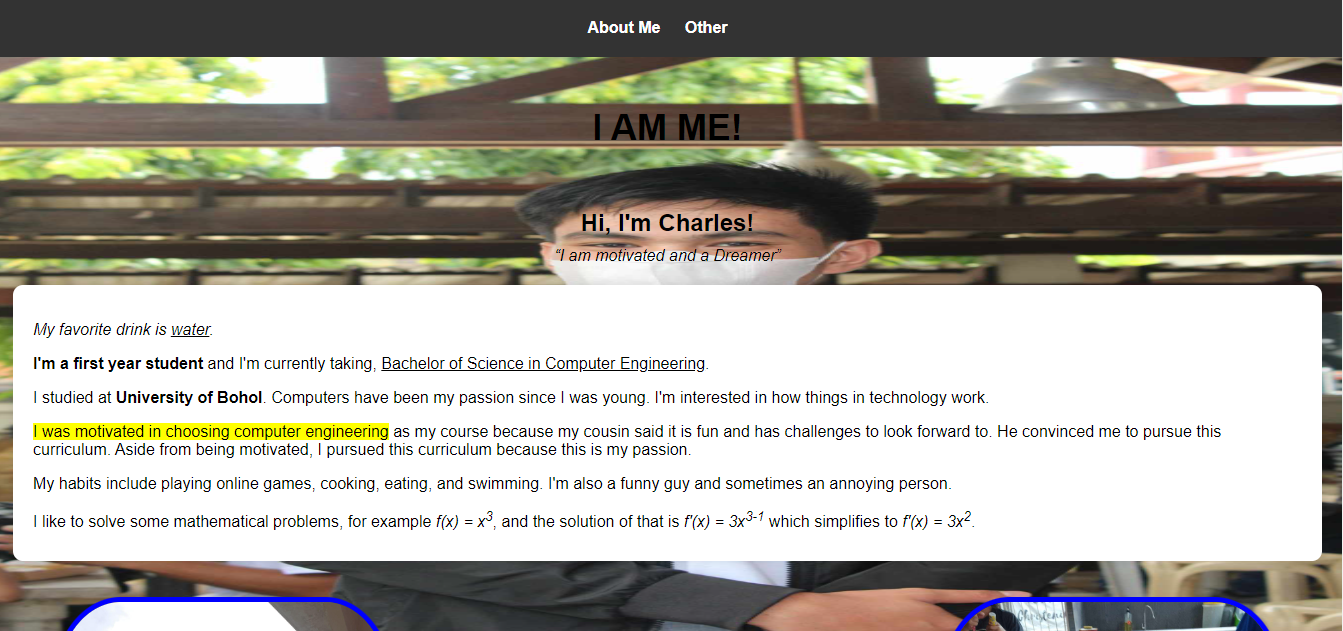 About Me Other
I AM ME!
Hi, I'm Charles!
“I am motivated and a Dreamer”
My favorite drink is water.
I'm a first year student and I'm currently taking, Bachelor of Science in Computer Engineering.
I studied at University of Bohol. Computers have been my passion since I was young. I'm interested in how things in technology work.
I was motivated in choosing computer engineering as my course because my cousin said it is fun and has challenges to look forward to. He convinced me to pursue this
curriculum. Aside from being motivated, I pursued this curriculum because this is my passion.
My habits include playing online games, cooking, eating, and swimming. I'm also a funny guy and sometimes an annoying person.
I like to solve some mathematical problems, for example f(x) = x³, and the solution of that is f'(x) = 3x³⁻¹ which simplifies to f'(x) = 3x².